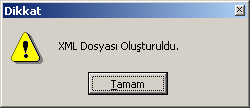 Dikkat
XML Dosyası Oluşturuldu.
Tamam